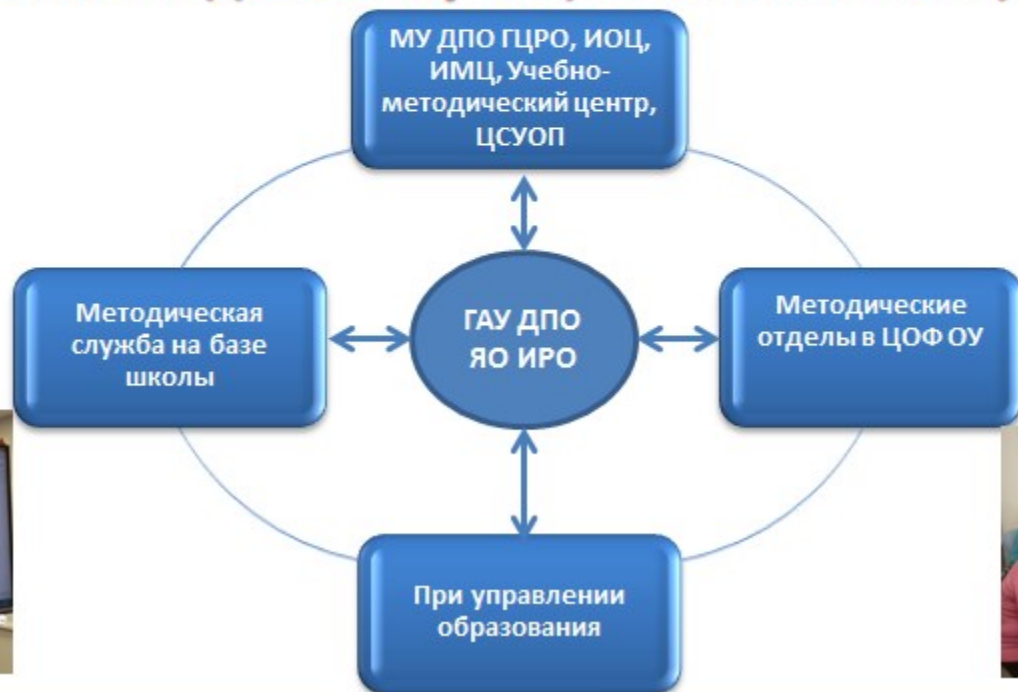 МУ ДПО ГЦРО, ИОЦ,
ИМЦ, Учебно-
методический центр,
ЦСУОП
Методическая
служба на базе
школы
ГАУ ДПО
ЯО ИРО
Методические
отделы в ЦОФ ОУ
При управлении
образования